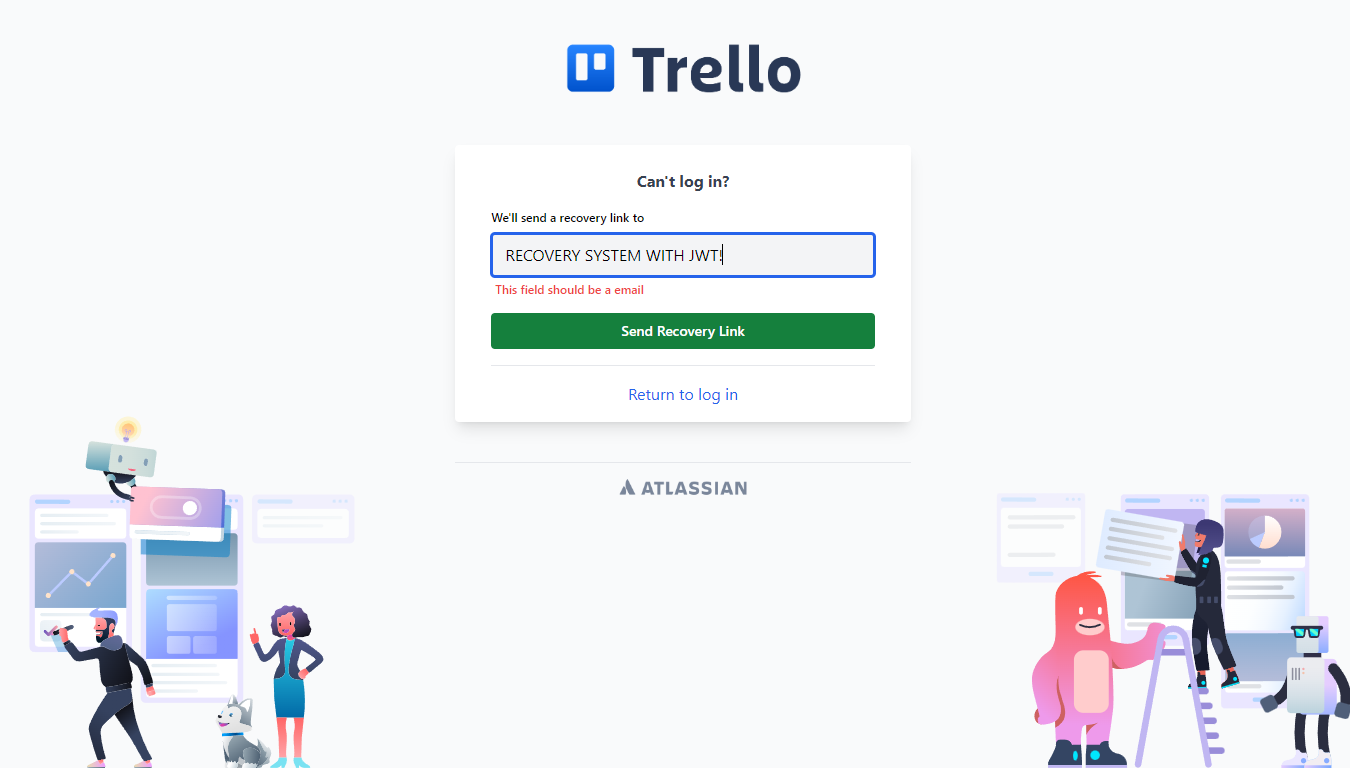 Trello
Can't log in?
We'll send a recovery link to
RECOVERY SYSTEM WITH JWT!
This field should be a email
Send Recovery Link
Return to log in
ATLASSIAN